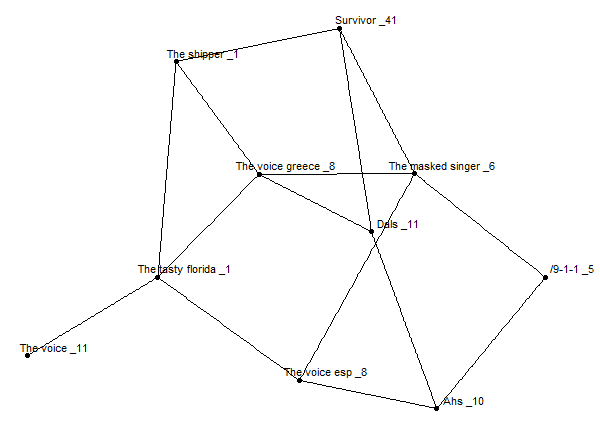 Survivor _41
The shipper _1
The voice greece _8
The masked singer _6
Dals _11
The tasty florida _1
/9-1-1 _5
The voice _11
The voice esp _8
Ahs _10